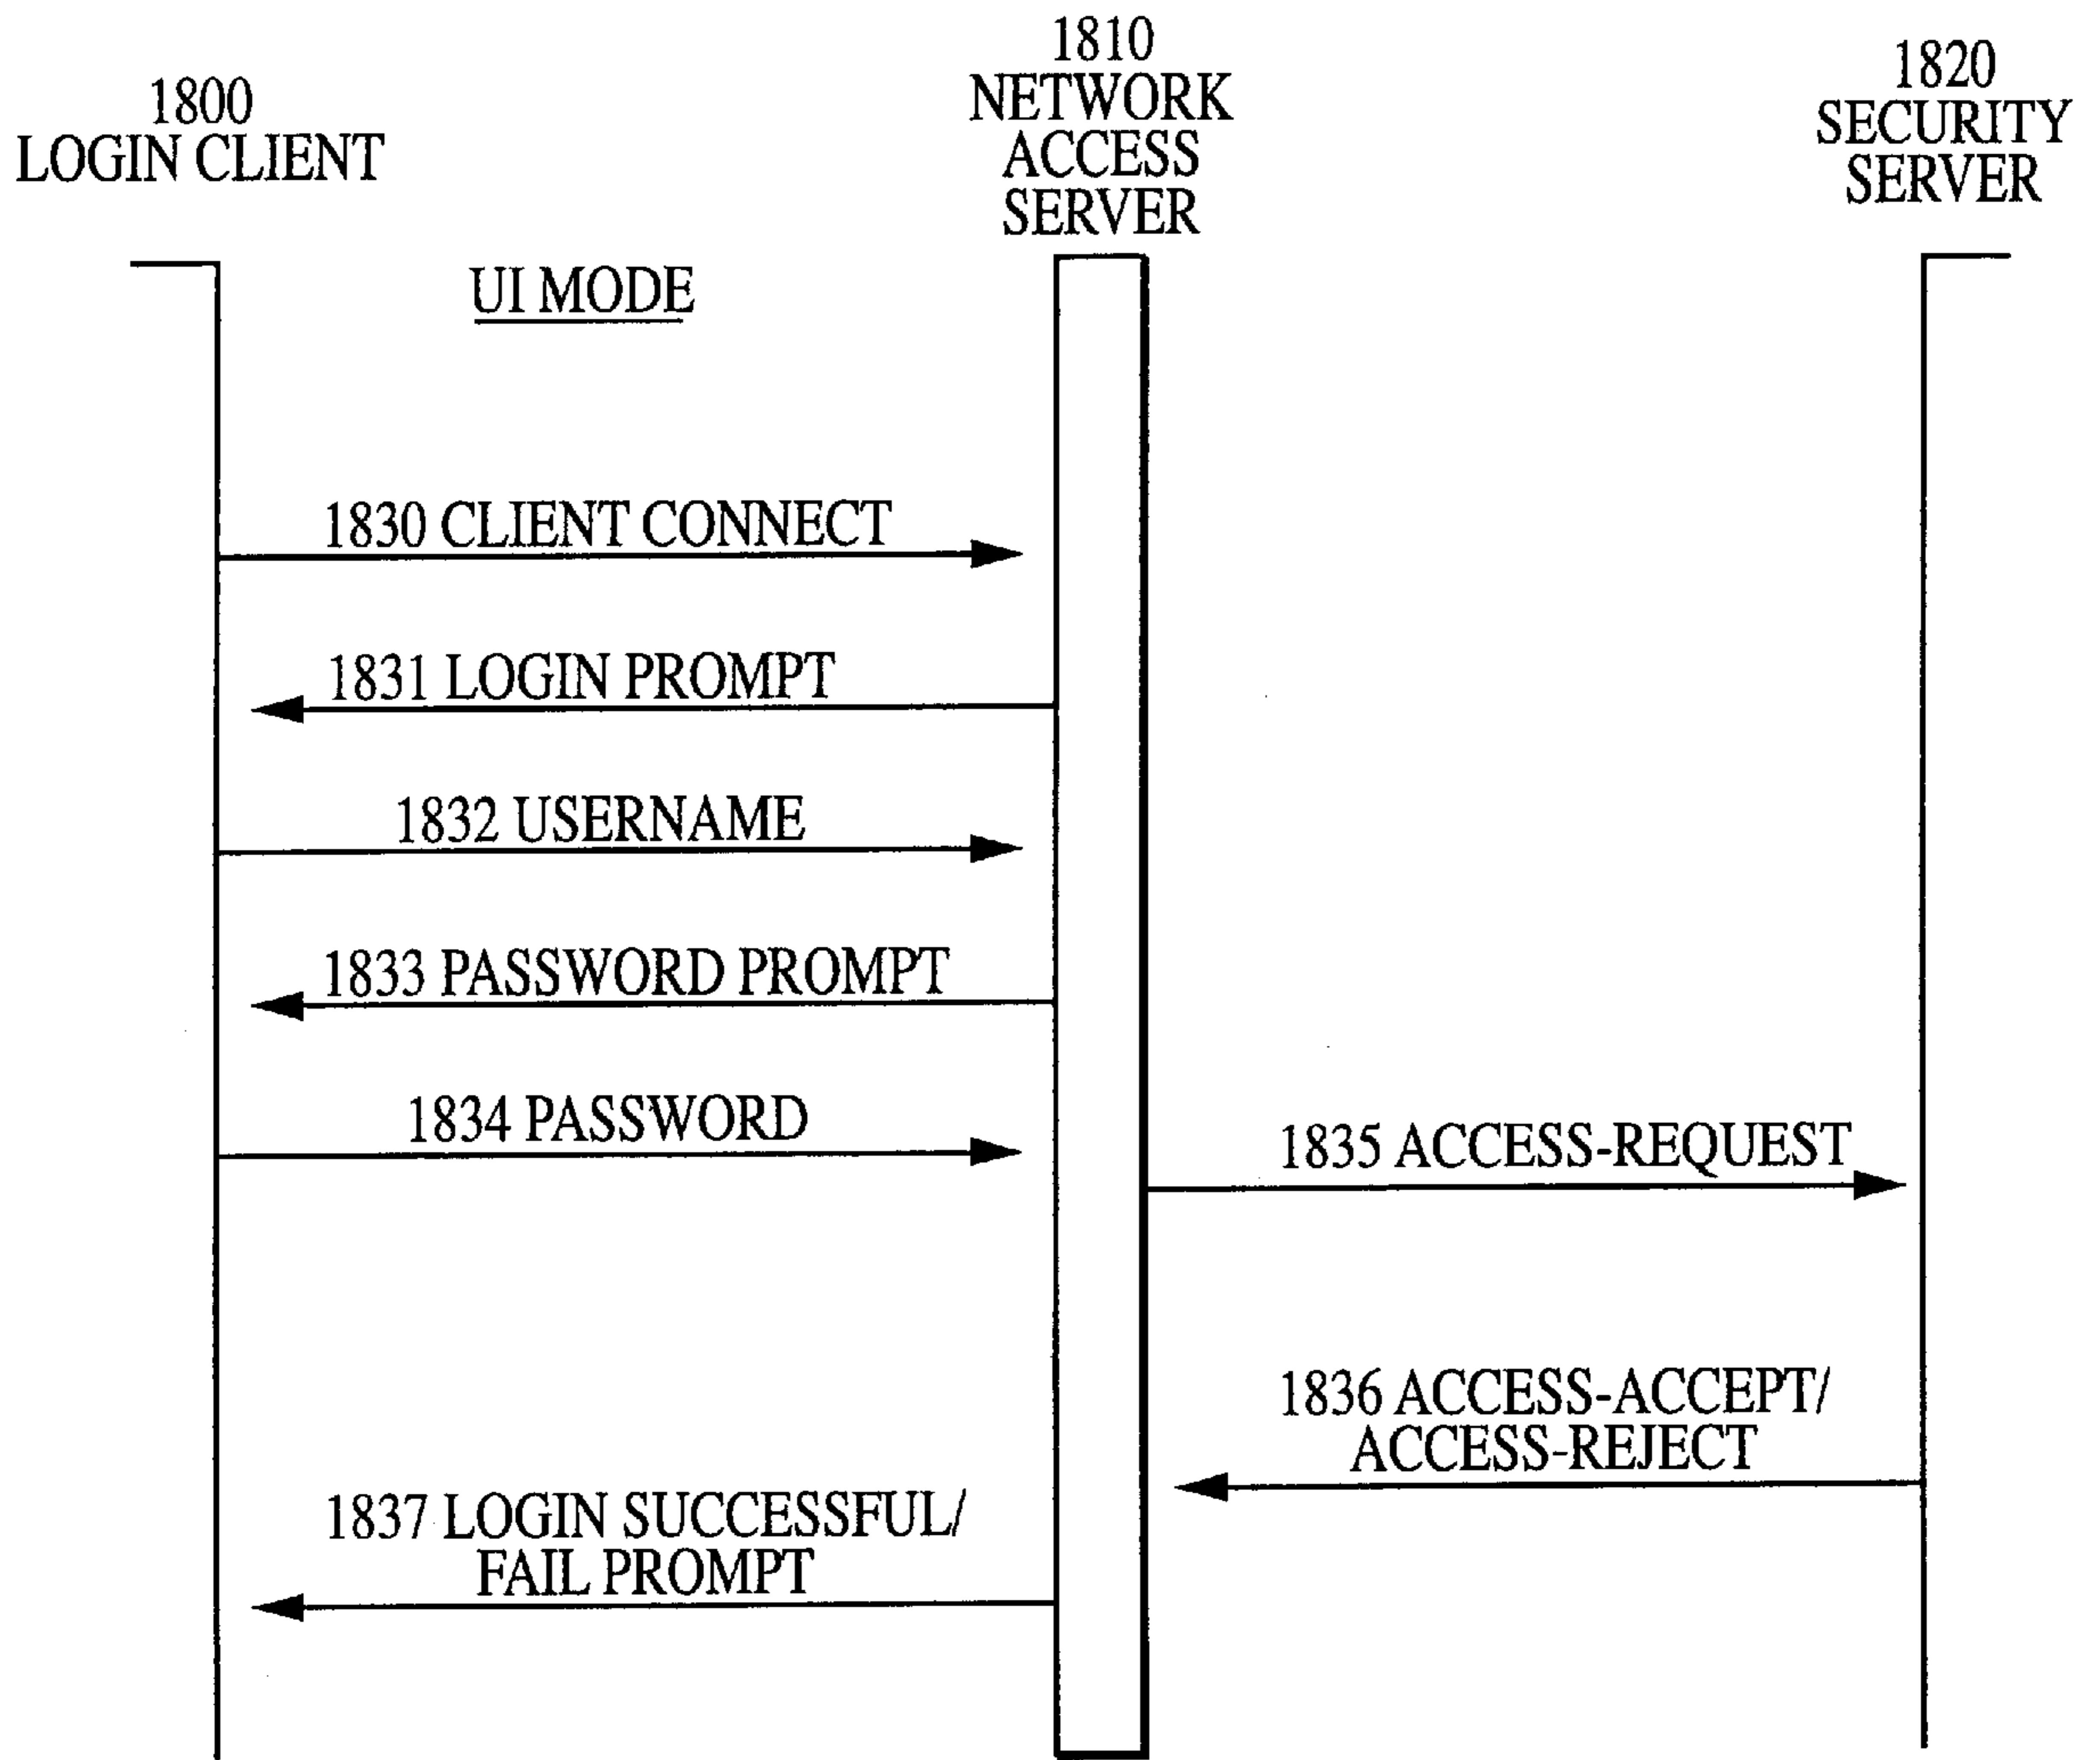 1800
LOGIN CLIENT
1810
NETWORK
ACCESS
SERVER
1820
SECURITY
SERVER
UI MODE
1830 CLIENT CONNECT
1831 LOGIN PROMPT
1832 USERNAME
1833 PASSWORD PROMPT
1834 PASSWORD
1835 ACCESS-REQUEST
1836 ACCESS-ACCEPT/
ACCESS-REJECT
1837 LOGIN SUCCESSFUL/
FAIL PROMPT